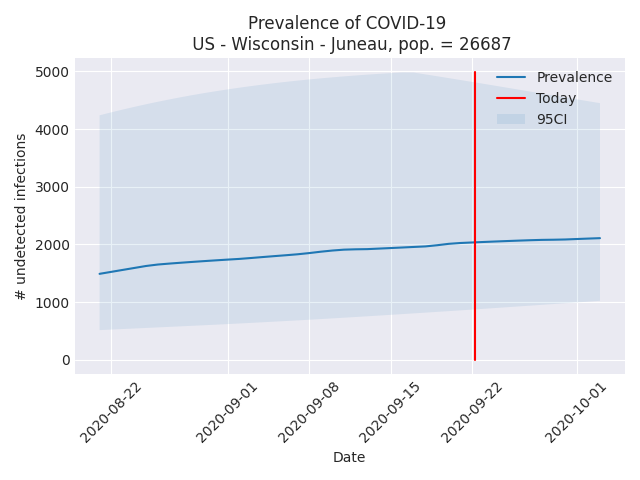 Prevalence of COVID-19
US - Wisconsin - Juneau, pop. = 26687
5000
4000
3000
2000
1000
0
# undetected infections
Prevalence
Today
95CI
2020-08-22
2020-09-01
2020-09-08
2020-09-15
2020-09-22
2020-10-01
Date